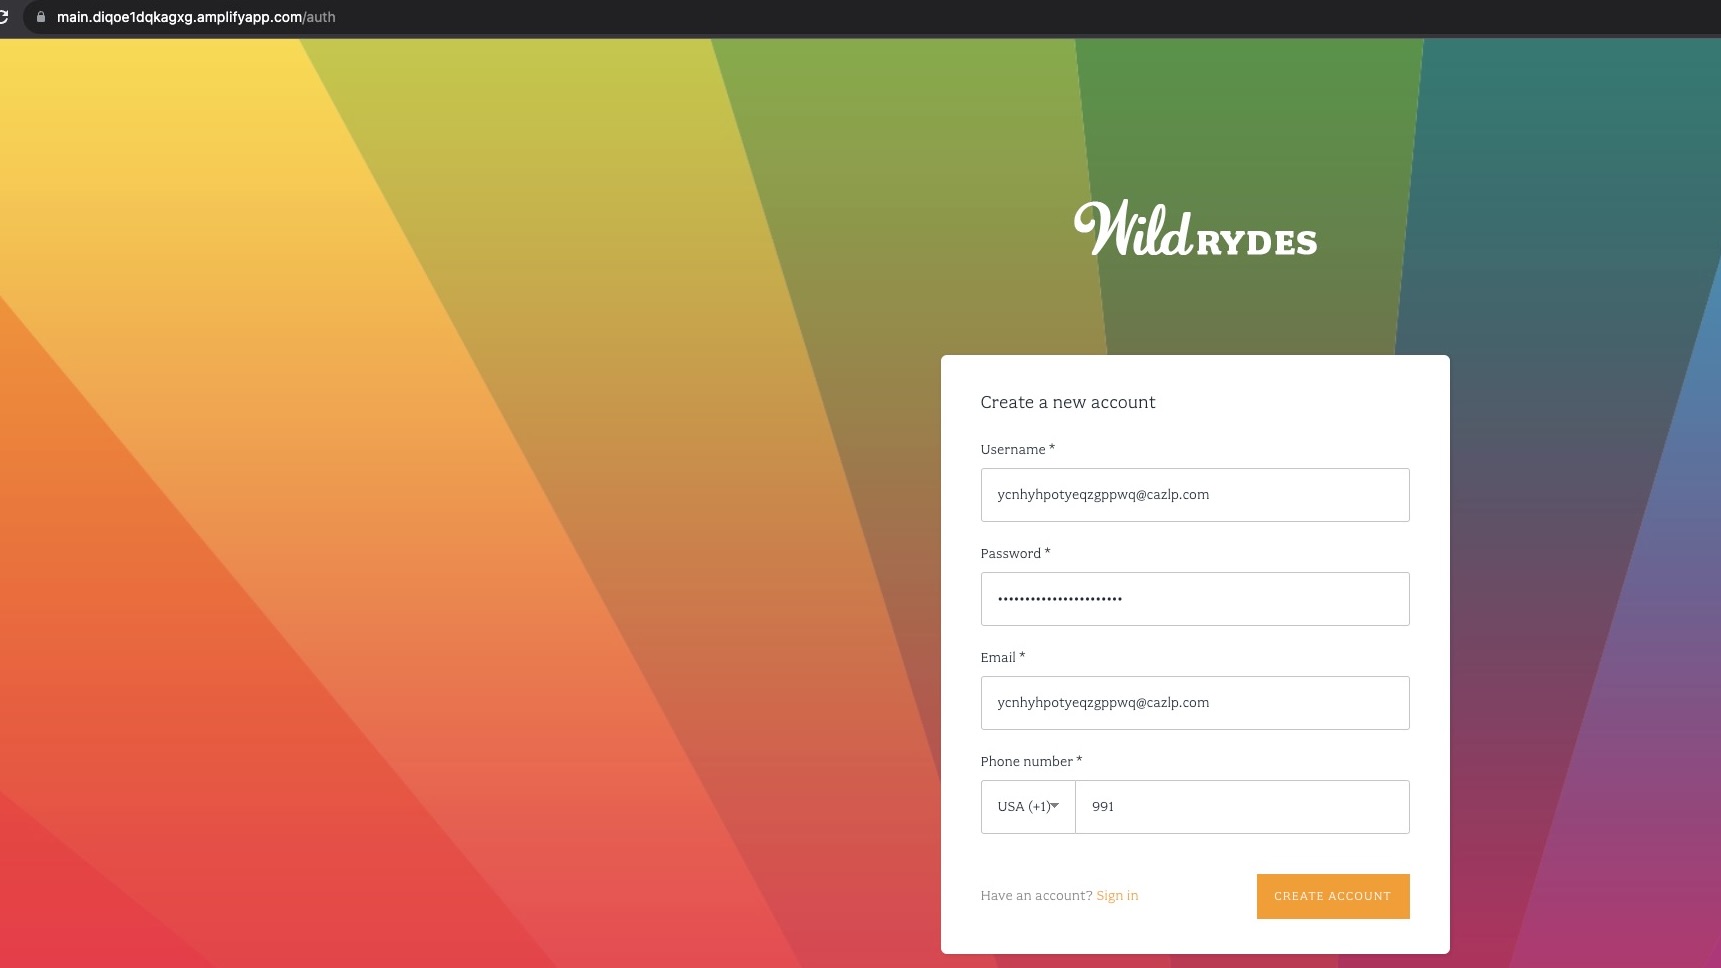 main.diqoe1dqkagxg.amplifyapp.com/auth
Wild RYDES
Create a new account
Username *
ycnhyhpotyeqzgppwq@cazlp.com
Password *
•••••••••••••••••••••••
Email *
ycnhyhpotyeqzgppwq@cazlp.com
Phone number *
USA (+1) 991
Have an account? Sign in CREATE ACCOUNT